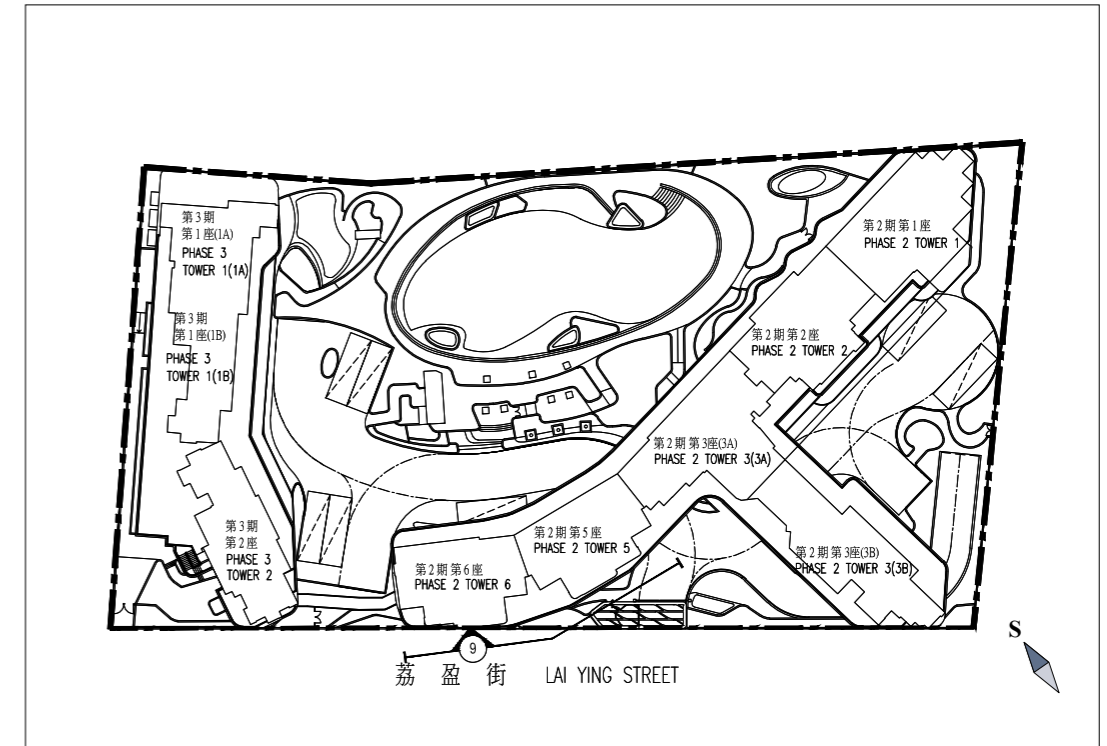 第3期
第1座(1A)
PHASE 3
TOWER 1(1A)
第2期第1座
PHASE 2 TOWER 1
第3期
第1座(1B)
PHASE 3
TOWER 1(1B)
第2期第2座
PHASE 2 TOWER 2
第2期第3座(3A)
PHASE 2 TOWER 3(3A)
第3期
第2座
PHASE 3
TOWER 2
第2期第5座
PHASE 2 TOWER 5
第2期第3座(3B)
PHASE 2 TOWER 3(3B)
第2期第6座
PHASE 2 TOWER 6
9
荔盈街 LAI YING STREET
S